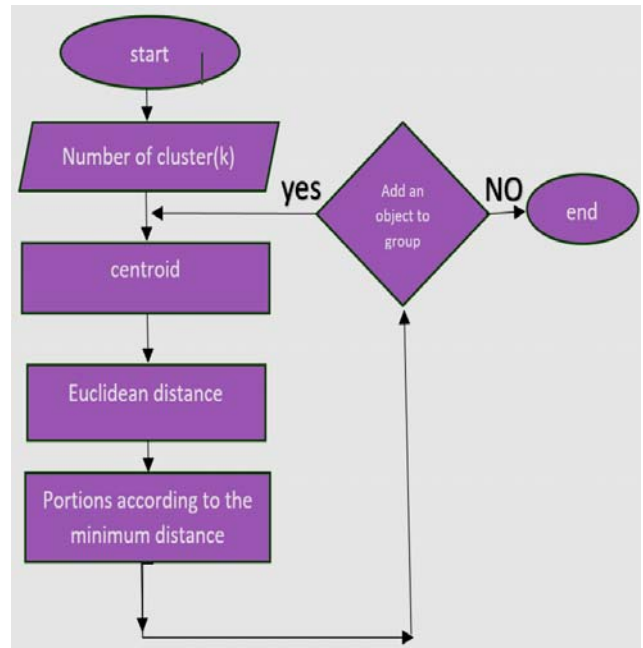 start
Number of cluster(k)
centroid
Euclidean distance
Portions according to the
minimum distance
yes
Add an
object to
group
NO
end